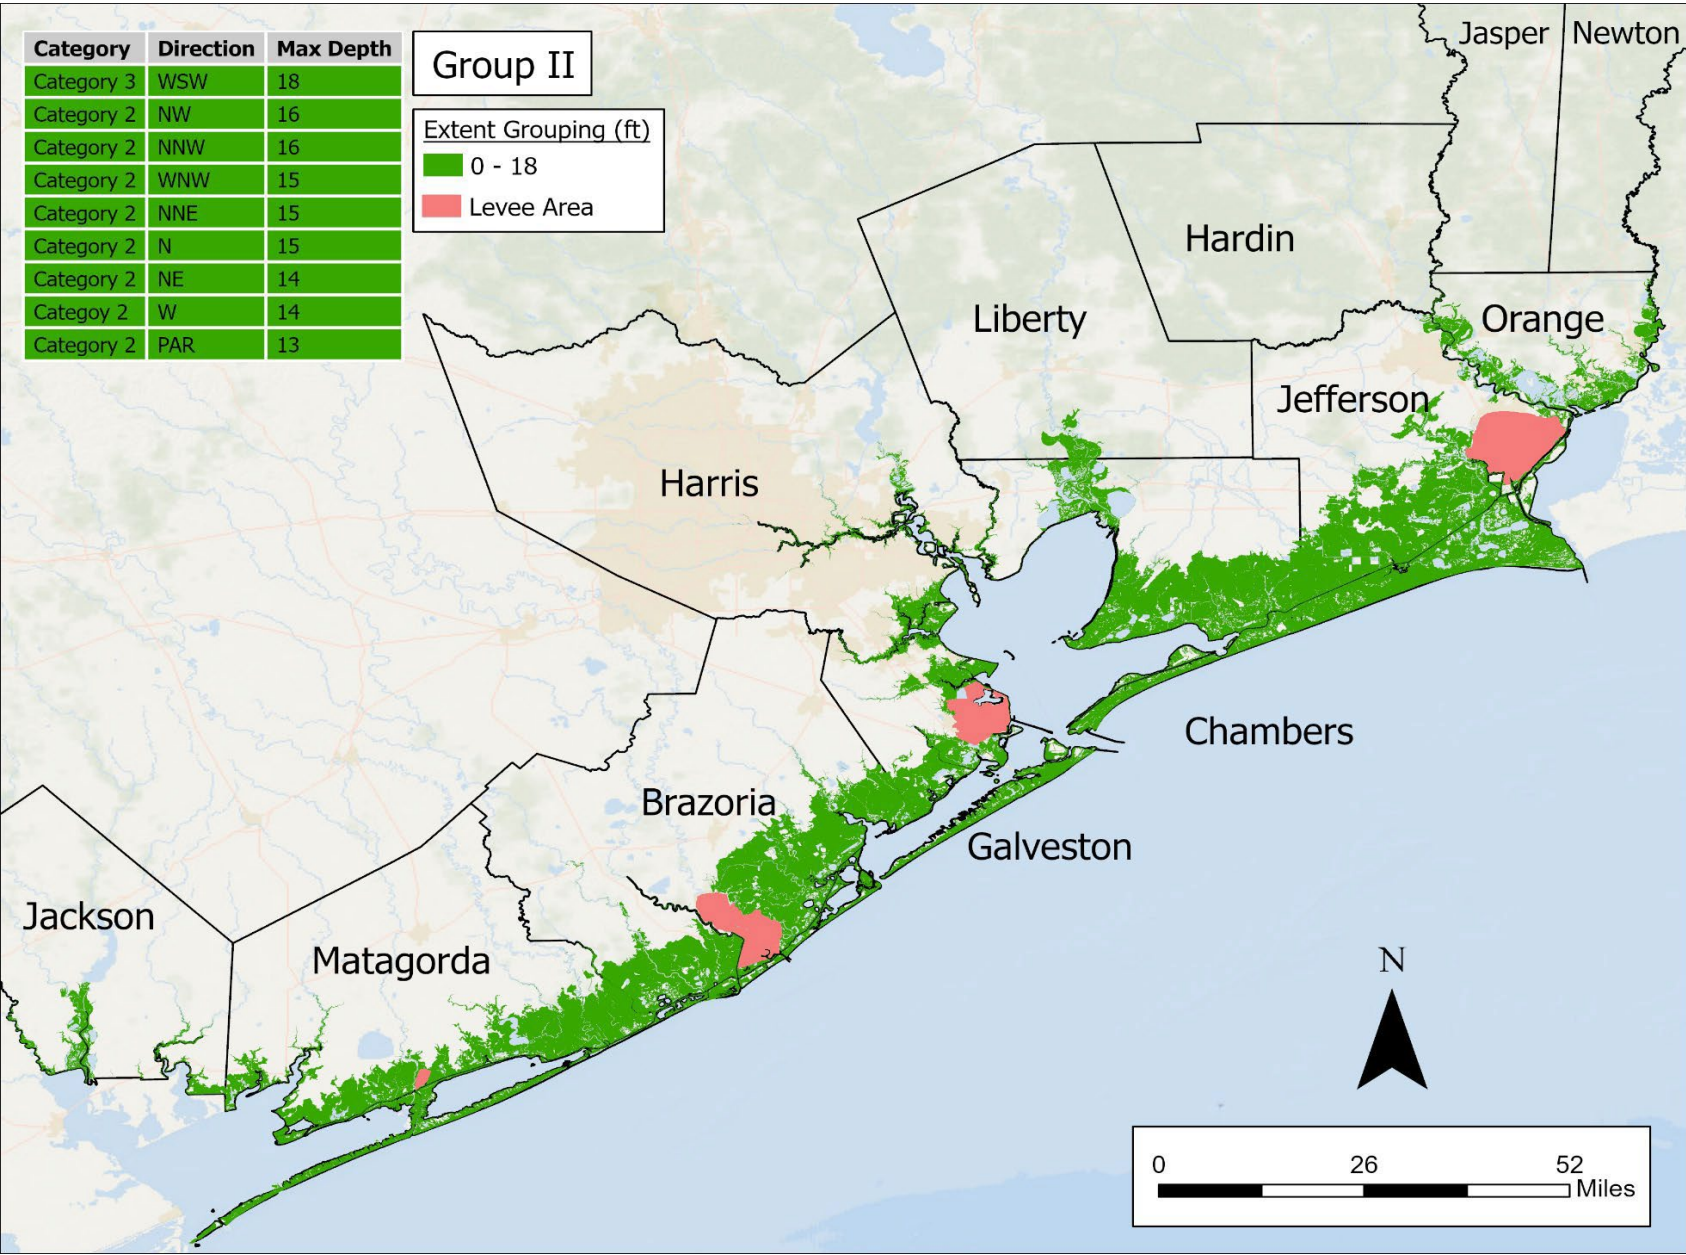 Category Direction Max Depth
Category 3 WSW 18
Category 2 NW 16
Category 2 NNW 16
Category 2 WNW 15
Category 2 NNE 15
Category 2 N 15
Category 2 NE 14
Categoy 2 W 14
Category 2 PAR 13
Group II
Extent Grouping (ft)
0 - 18
Levee Area
Jasper
Newton
Hardin
Liberty
Orange
Jefferson
Harris
Chambers
Brazoria
Galveston
Jackson
Matagorda
N
0 26 52
Miles